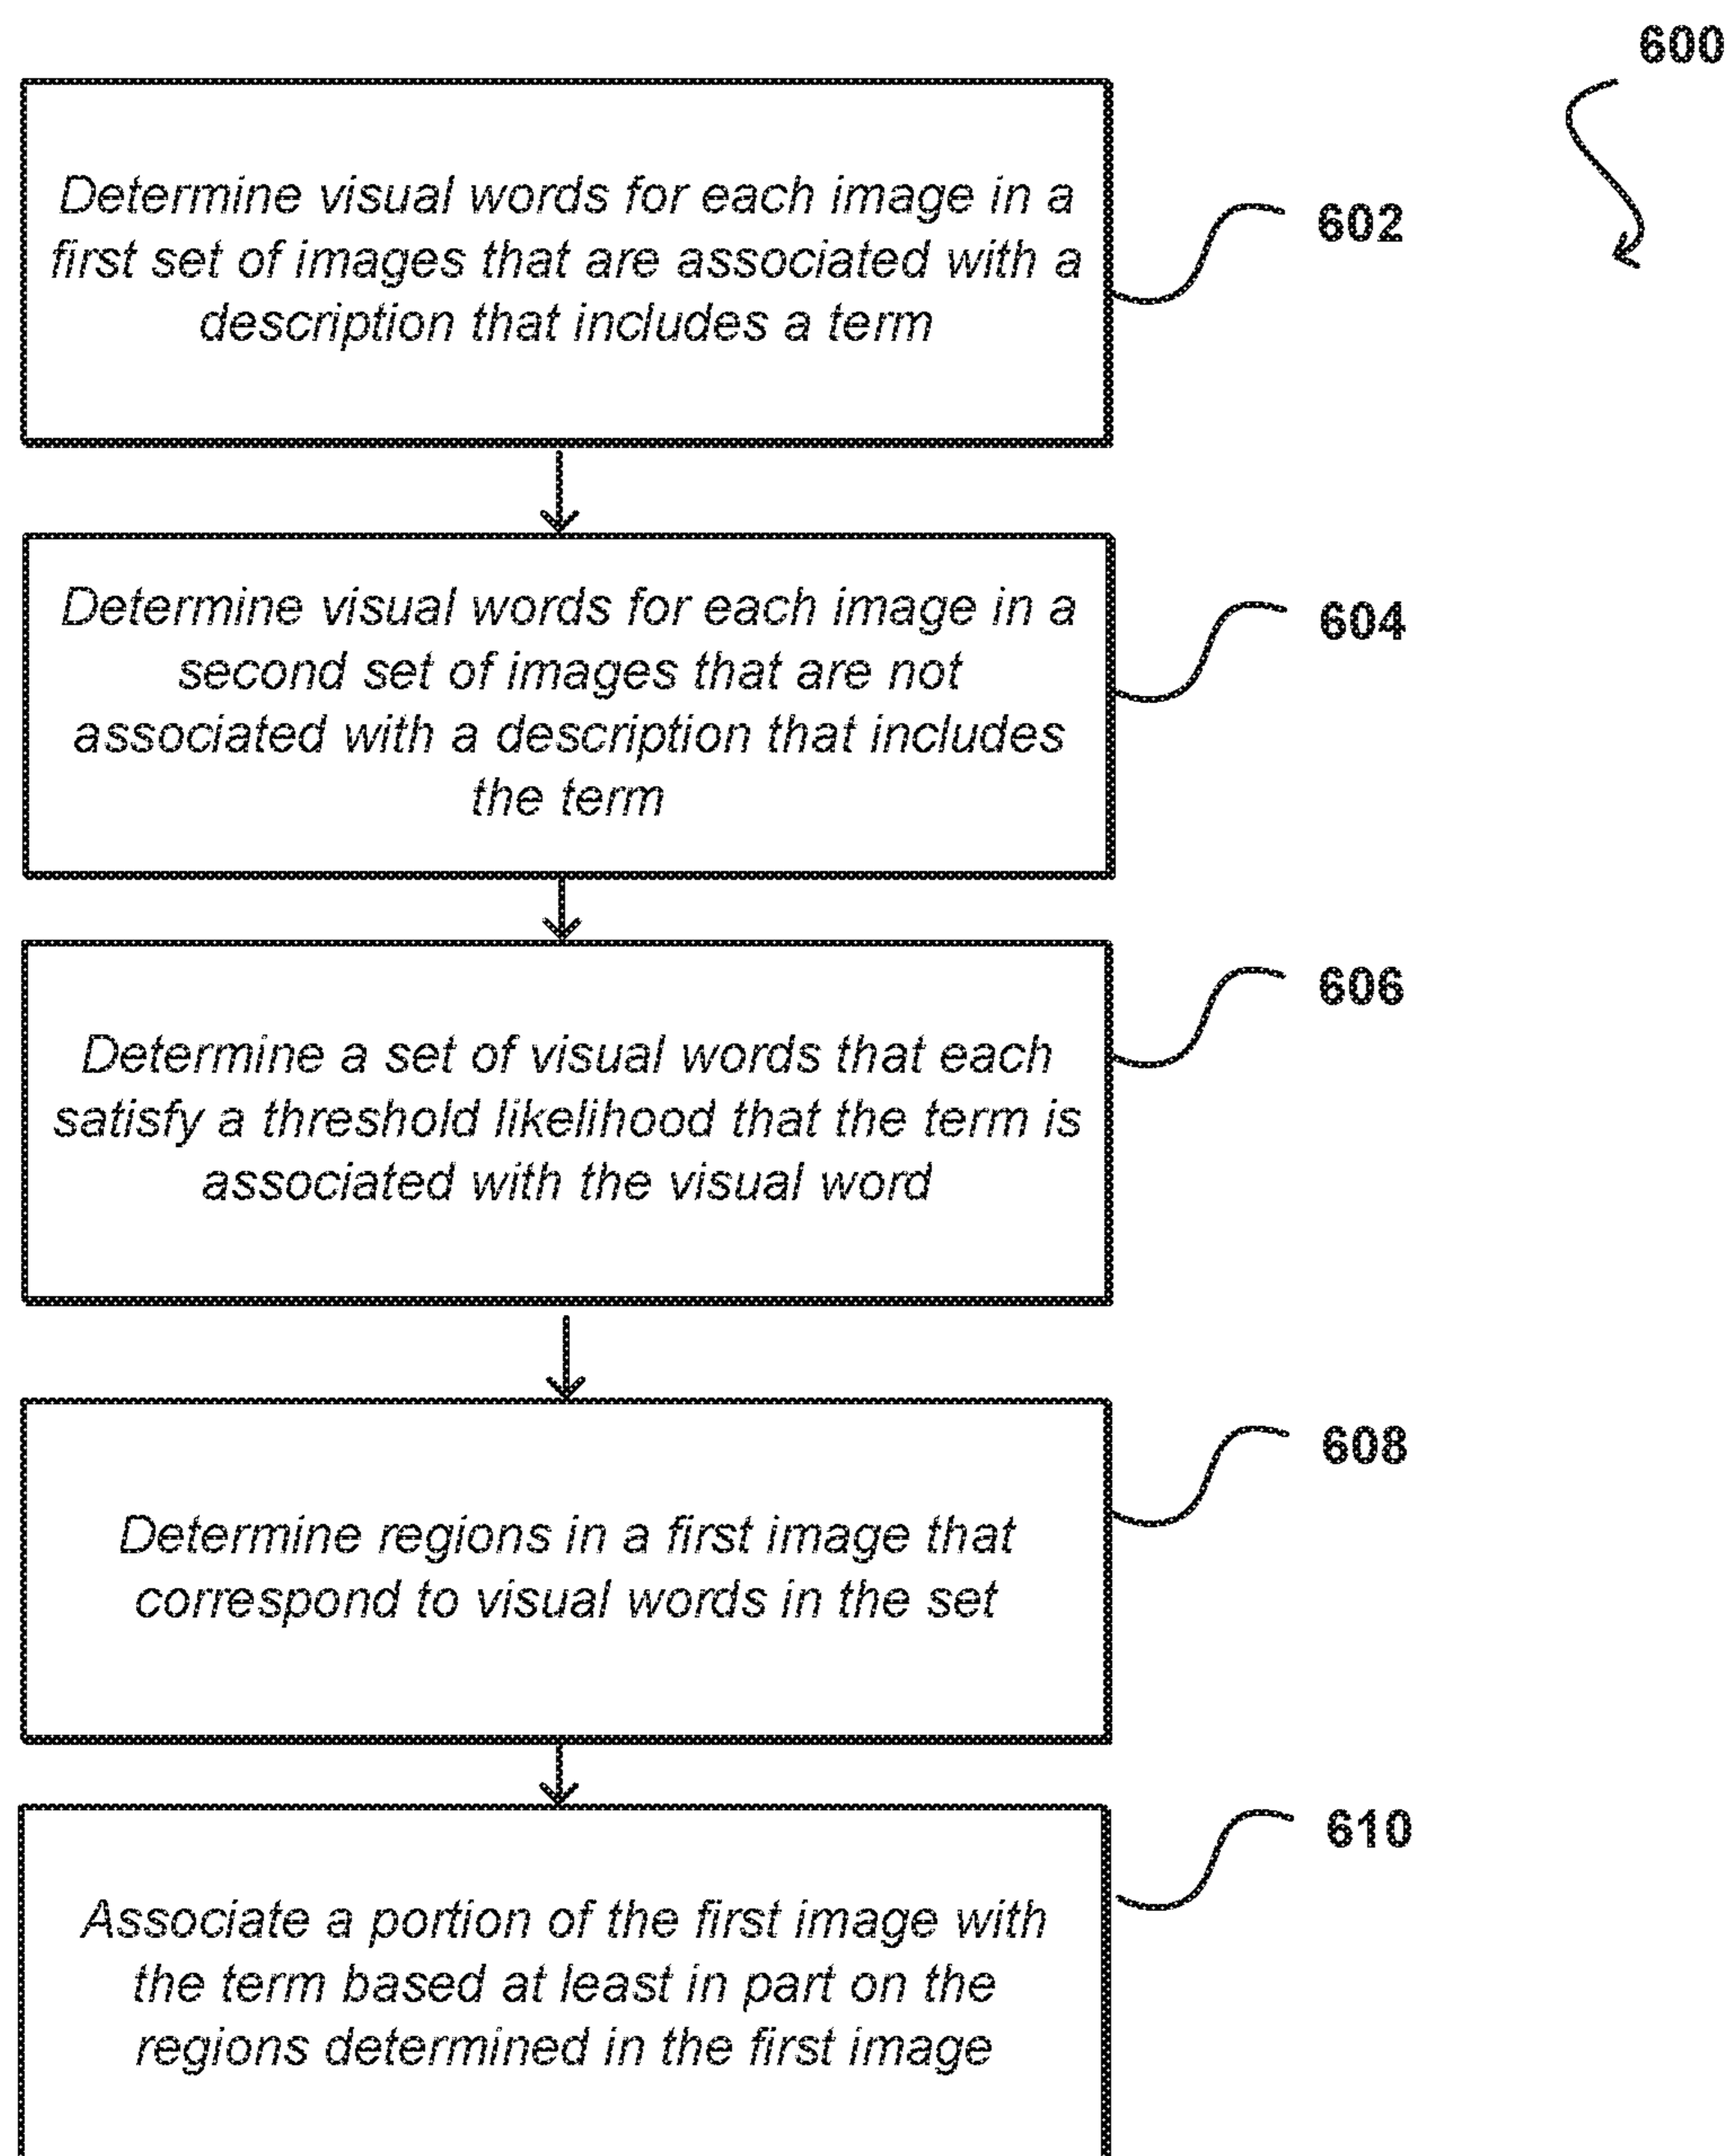 600
Determine visual words for each image in a
first set of images that are associated with a
description that includes a term
602
Determine visual words for each image in a
second set of images that are not
associated with a description that includes
the term
604
Determine a set of visual words that each
satisfy a threshold likelihood that the term is
associated with the visual word
606
Determine regions in a first image that
correspond to visual words in the set
608
Associate a portion of the first image with
the term based at least in part on the
regions determined in the first image
610